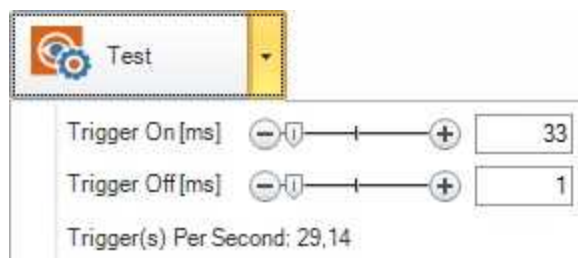 Test
Trigger On [ms] 33
Trigger Off [ms] 1
Trigger(s) Per Second: 29,14